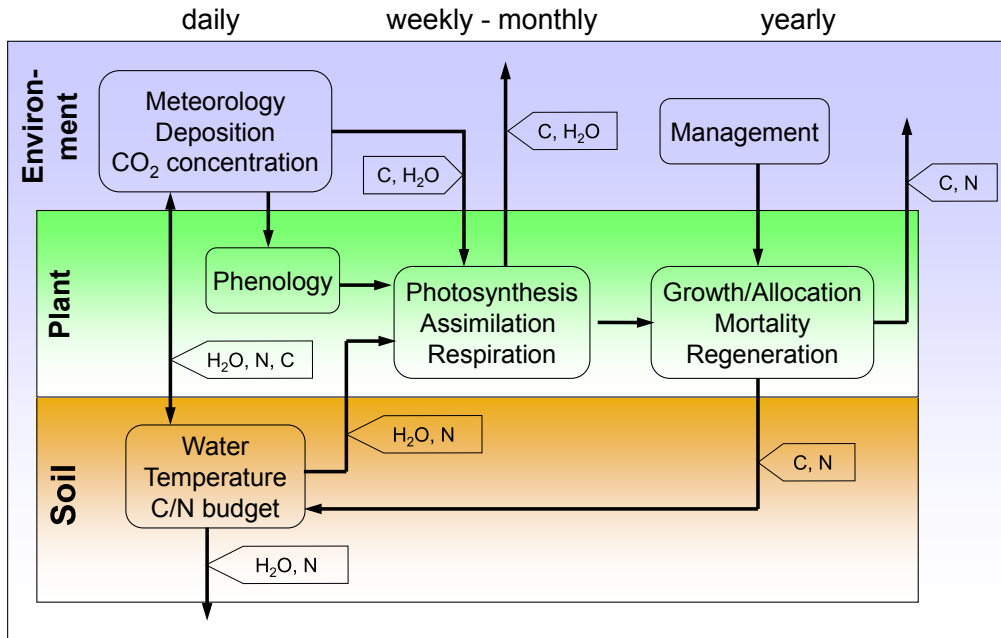 daily
weekly - monthly
yearly
Environ-
ment
Meteorology
Deposition
CO₂ concentration
C, H₂O
C, H₂O
Management
C, N
Plant
Phenology
Photosynthesis
Assimilation
Respiration
Growth/Allocation
Mortality
Regeneration
H₂O, N, C
Soil
Water
Temperature
C/N budget
H₂O, N
C, N
H₂O, N